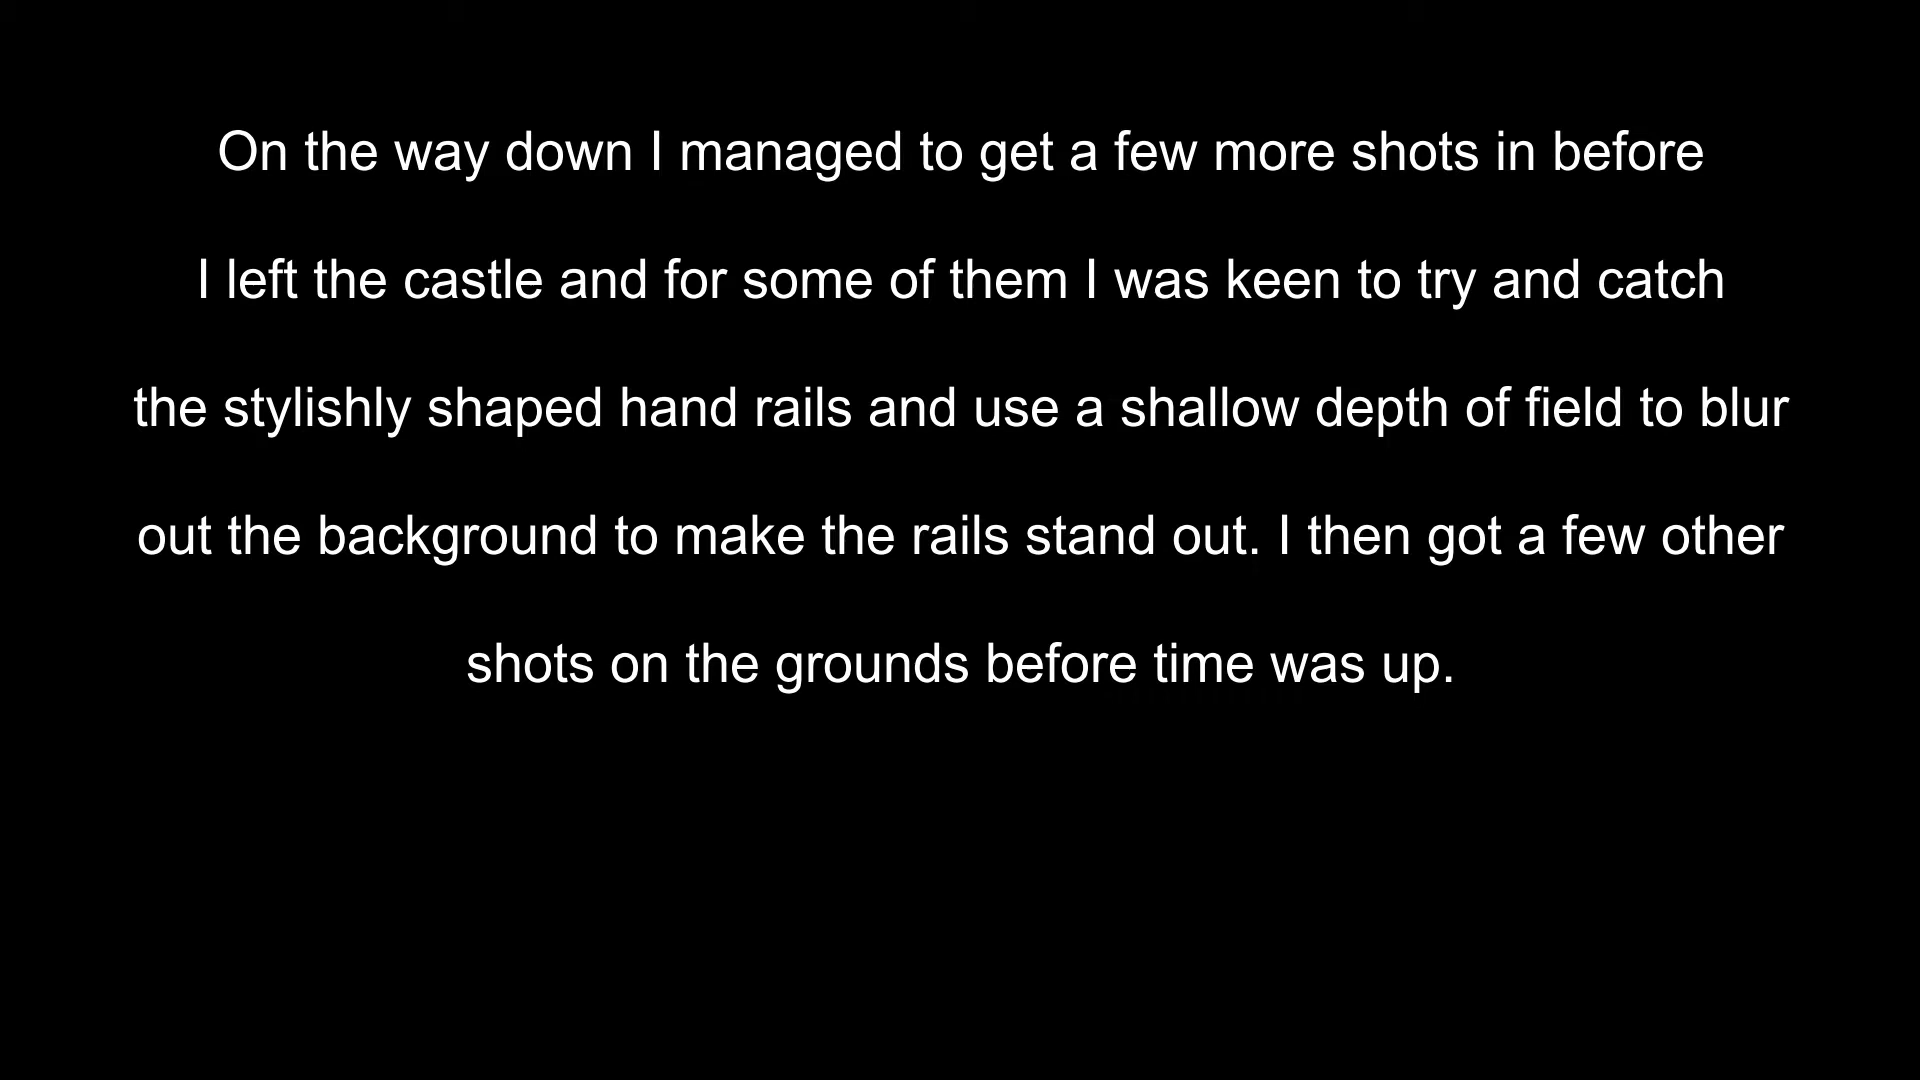 On the way down I managed to get a few more shots in before
I left the castle and for some of them I was keen to try and catch
the stylishly shaped hand rails and use a shallow depth of field to blur
out the background to make the rails stand out. I then got a few other
shots on the grounds before time was up.